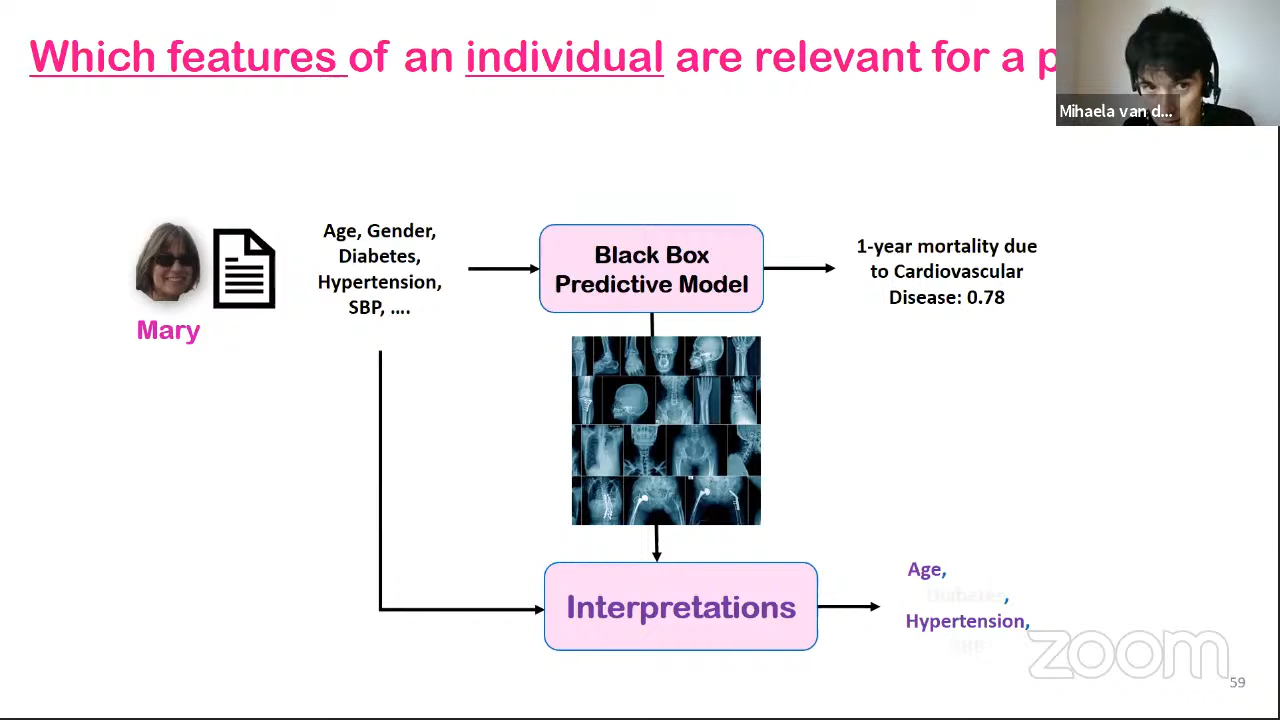 Which features of an individual are relevant for a p
Mihaela van d...
Age, Gender,
Diabetes,
Hypertension,
SBP, ....
Mary
Black Box
Predictive Model
1-year mortality due
to Cardiovascular
Disease: 0.78
Interpretations
Age,
Diabetes,
Hypertension,
SBP
zoom
59